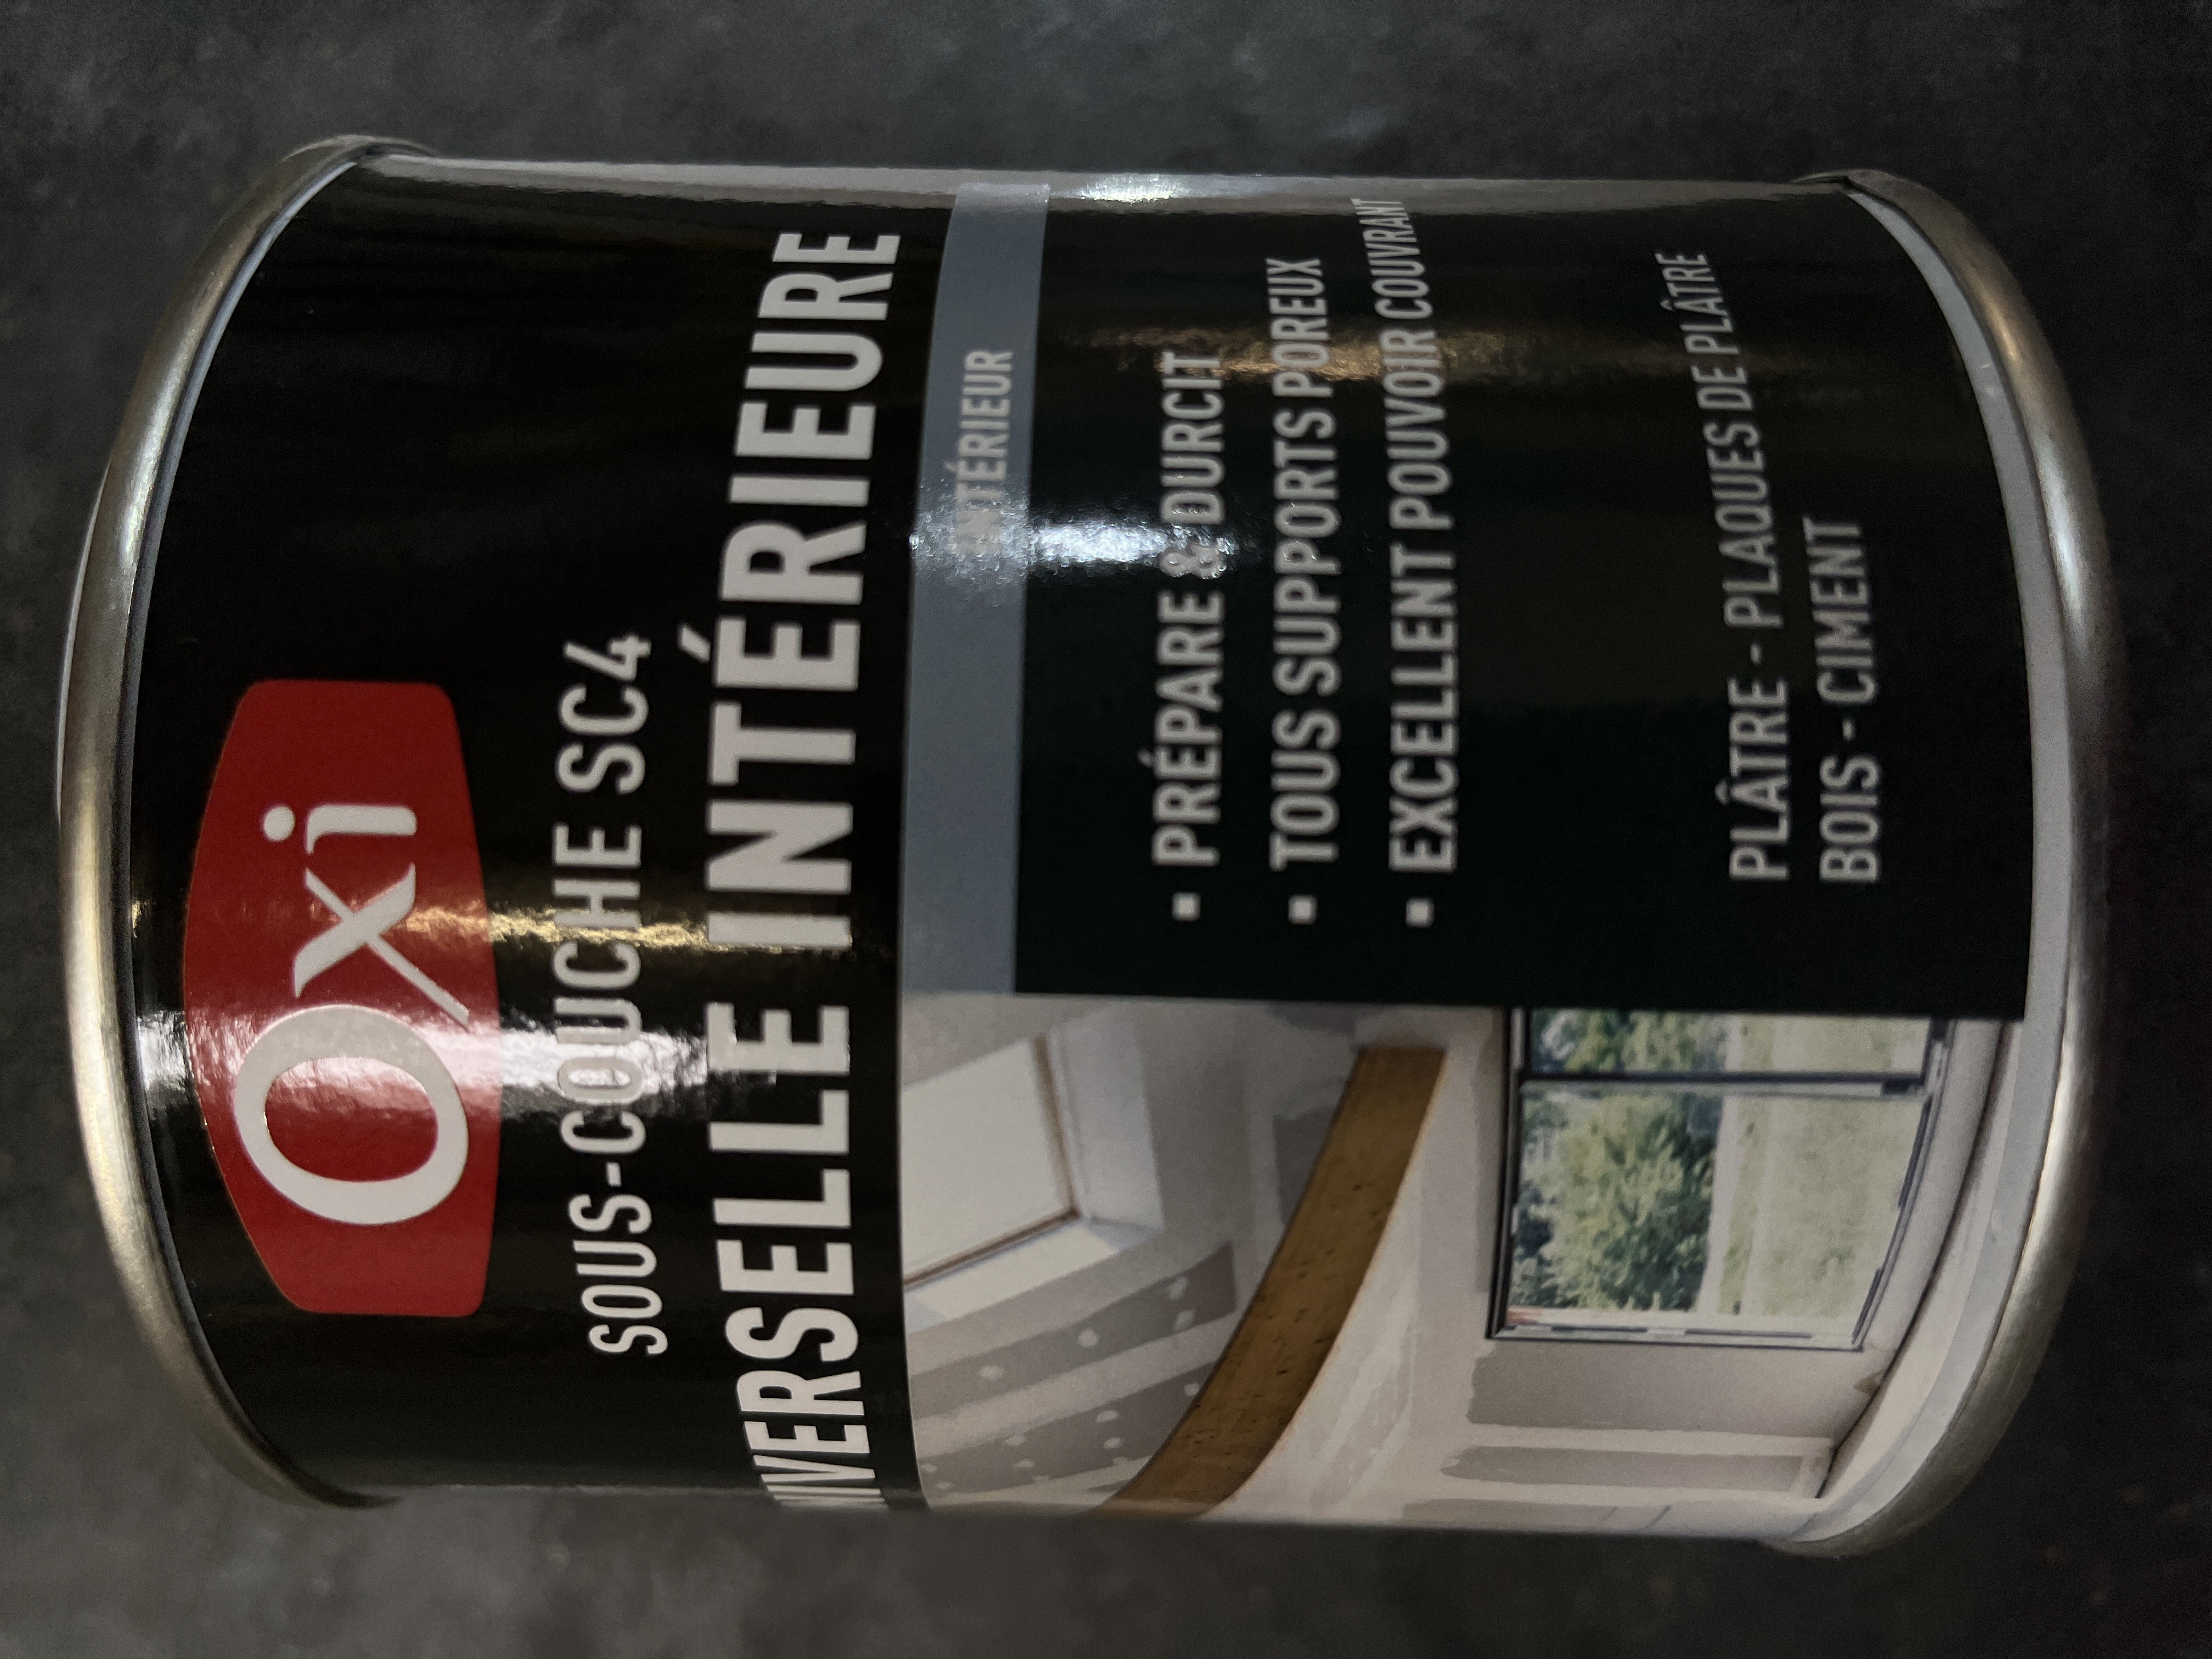 Oxi
SOUS-COUCHE SC4
INTÉRIEURE
INTÉRIEUR
▪ PRÉPARE & DURCIT
▪ TOUS SUPPORTS POREUX
▪ EXCELLENT POUVOIR COUVRANT
PLÂTRE - PLAQUES DE PLÂTRE
BOIS - CIMENT